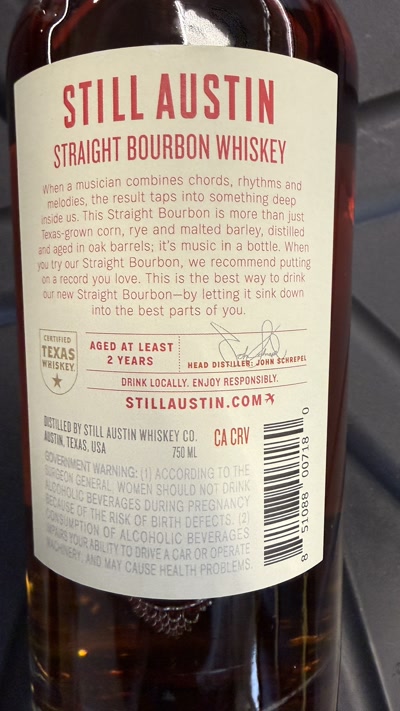 STILL AUSTIN
STRAIGHT BOURBON WHISKEY
When a musician combines chords, rhythms and
melodies, the result taps into something deep
inside us. This Straight Bourbon is more than just
Texas-grown corn, rye and malted barley, distilled
and aged in oak barrels; it's music in a bottle. When
you try our Straight Bourbon, we recommend putting
on a record you love. This is the best way to drink
our new Straight Bourbon—by letting it sink down
into the best parts of you.
CERTIFIED
TEXAS
WHISKEY.
AGED AT LEAST
2 YEARS
HEAD DISTILLER: JOHN SCHREPEL
DRINK LOCALLY. ENJOY RESPONSIBLY.
STILLAUSTIN.COM
DISTILLED BY STILL AUSTIN WHISKEY CO.
AUSTIN, TEXAS, USA
750 ML
CA CRV
GOVERNMENT WARNING: (1) ACCORDING TO THE
SURGEON GENERAL, WOMEN SHOULD NOT DRINK
ALCOHOLIC BEVERAGES DURING PREGNANCY
BECAUSE OF THE RISK OF BIRTH DEFECTS. (2)
CONSUMPTION OF ALCOHOLIC BEVERAGES
IMPAIRS YOUR ABILITY TO DRIVE A CAR OR OPERATE
MACHINERY, AND MAY CAUSE HEALTH PROBLEMS.
8 51088 00718 0